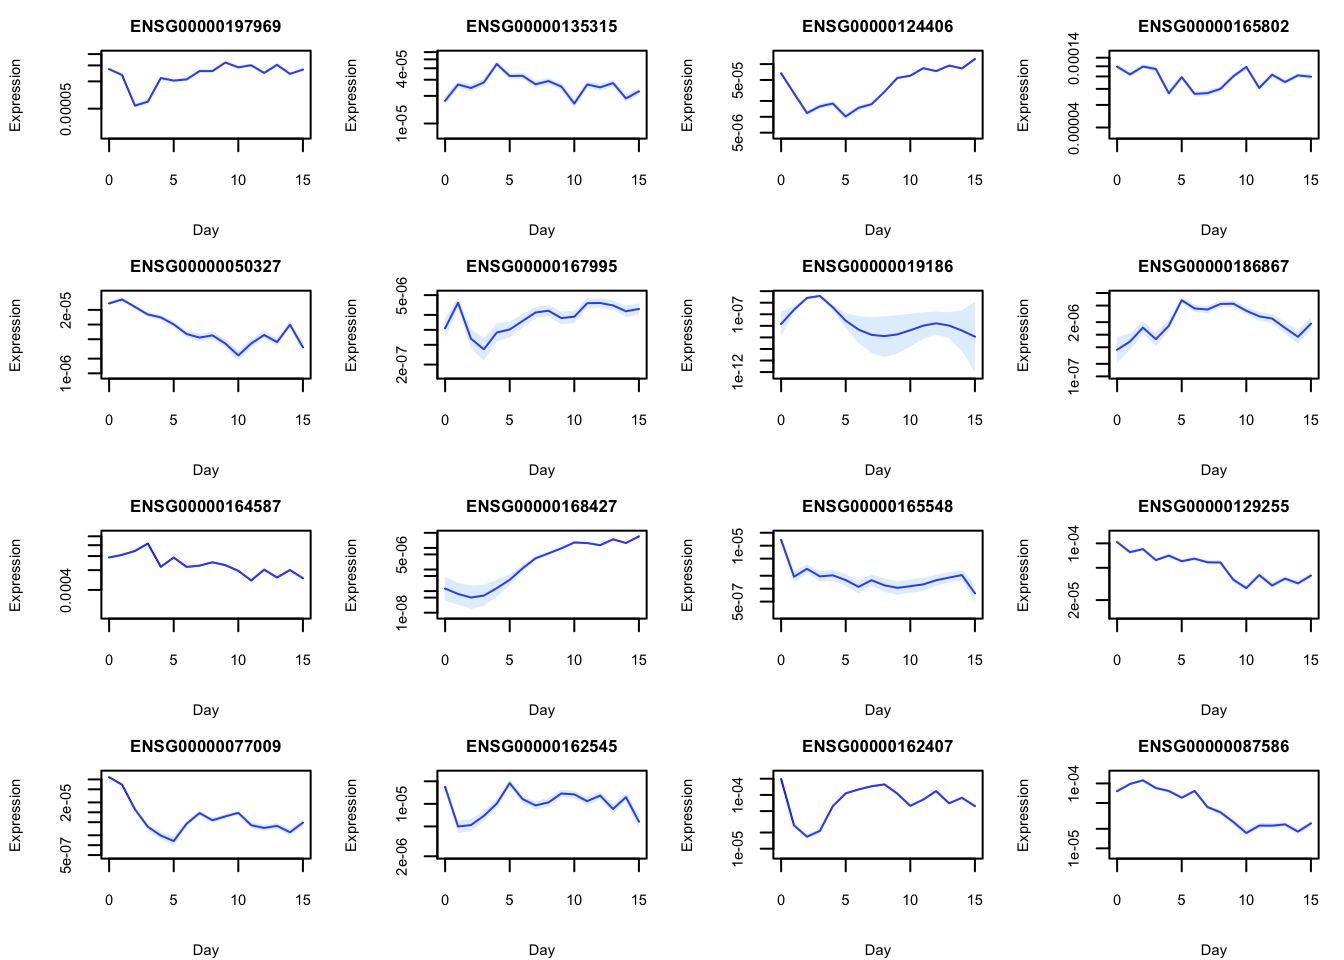 ENSG00000197969 ENSG00000135315 ENSG00000124406 ENSG00000165802
Expression 0.00005 Expression 1e-05 4e-05 Expression 5e-06 5e-05 Expression 0.00004 0.00014
0 5 10 15 0 5 10 15 0 5 10 15 0 5 10 15
Day Day Day Day
ENSG00000050327 ENSG00000167995 ENSG00000019186 ENSG00000186867
Expression 1e-06 2e-05 Expression 2e-07 5e-06 Expression 1e-12 1e-07 Expression 1e-07 2e-06
0 5 10 15 0 5 10 15 0 5 10 15 0 5 10 15
Day Day Day Day
ENSG00000164587 ENSG00000168427 ENSG00000165548 ENSG00000129255
Expression 0.0004 Expression 1e-08 5e-06 Expression 5e-07 1e-05 Expression 2e-05 1e-04
0 5 10 15 0 5 10 15 0 5 10 15 0 5 10 15
Day Day Day Day
ENSG00000077009 ENSG00000162545 ENSG00000162407 ENSG00000087586
Expression 5e-07 2e-05 Expression 2e-06 1e-05 Expression 1e-05 1e-04 Expression 1e-05 1e-04
0 5 10 15 0 5 10 15 0 5 10 15 0 5 10 15
Day Day Day Day